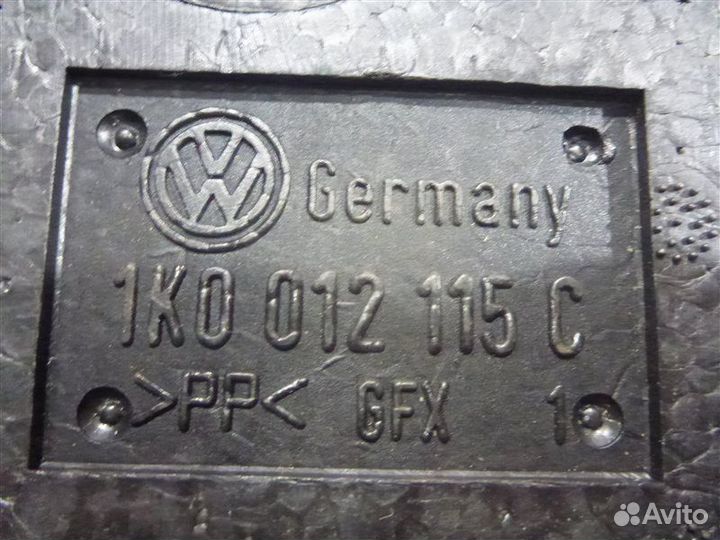 Germany
1K0 012 115 C
>PP< GFX 1
Avito